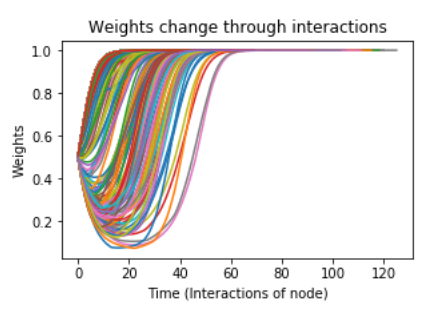 Weights change through interactions
1.0
0.8
0.6
0.4
0.2
Weights
0 20 40 60 80 100 120
Time (Interactions of node)